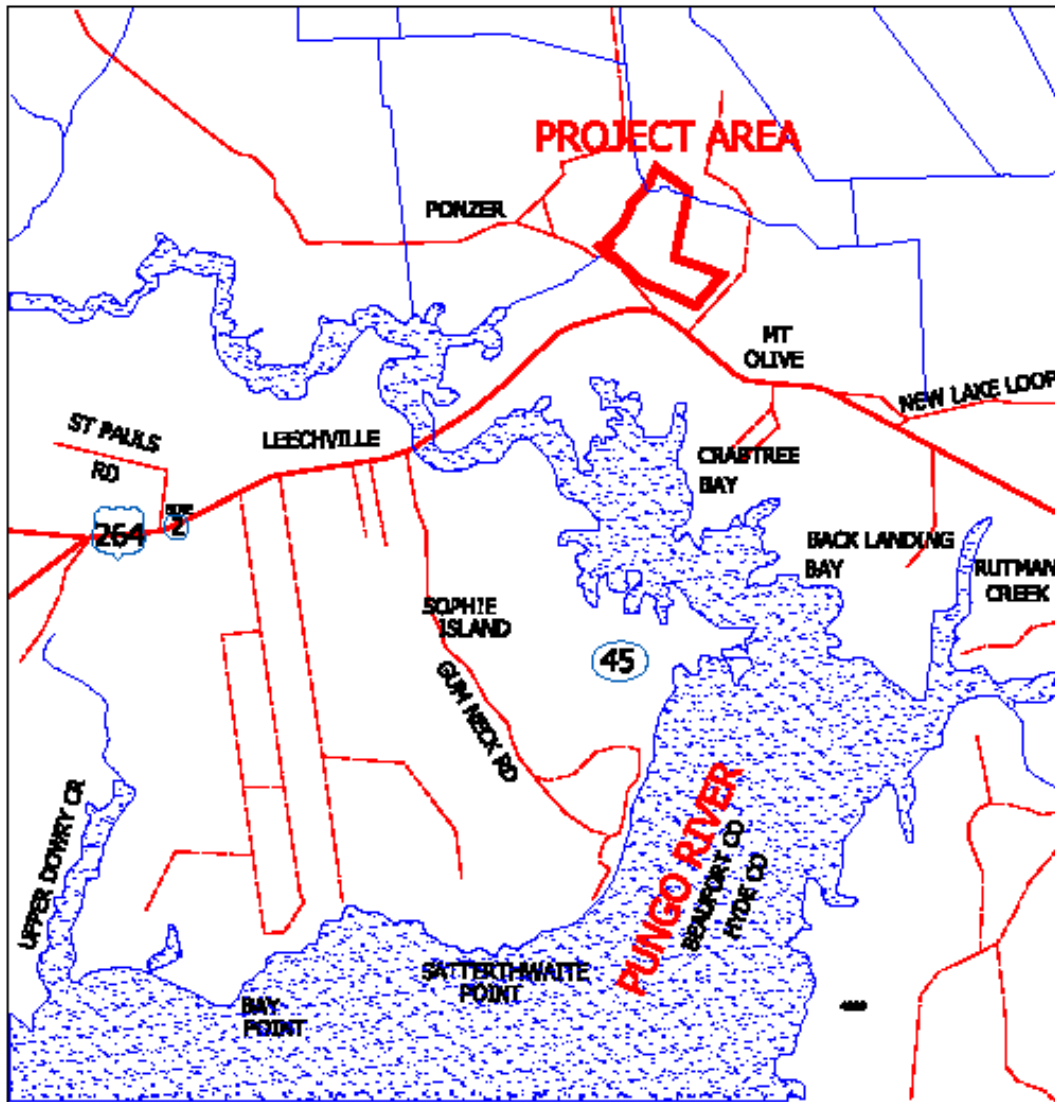 PROJECT AREA
PONZER
MT
OLIVE
NEW LAKE LOOP
ST PAULS
RD
LEECHVILLE
CRABTREE
BAY
264
2
BACK LANDING
BAY
RUTMAN
CREEK
SOPHIE
ISLAND
45
GUM NECK RD
UPPER DOWRY CR
PUNGO RIVER
BEAUFORT CO
HYDE CO
SATTERTHWAITE
POINT
BAY
POINT